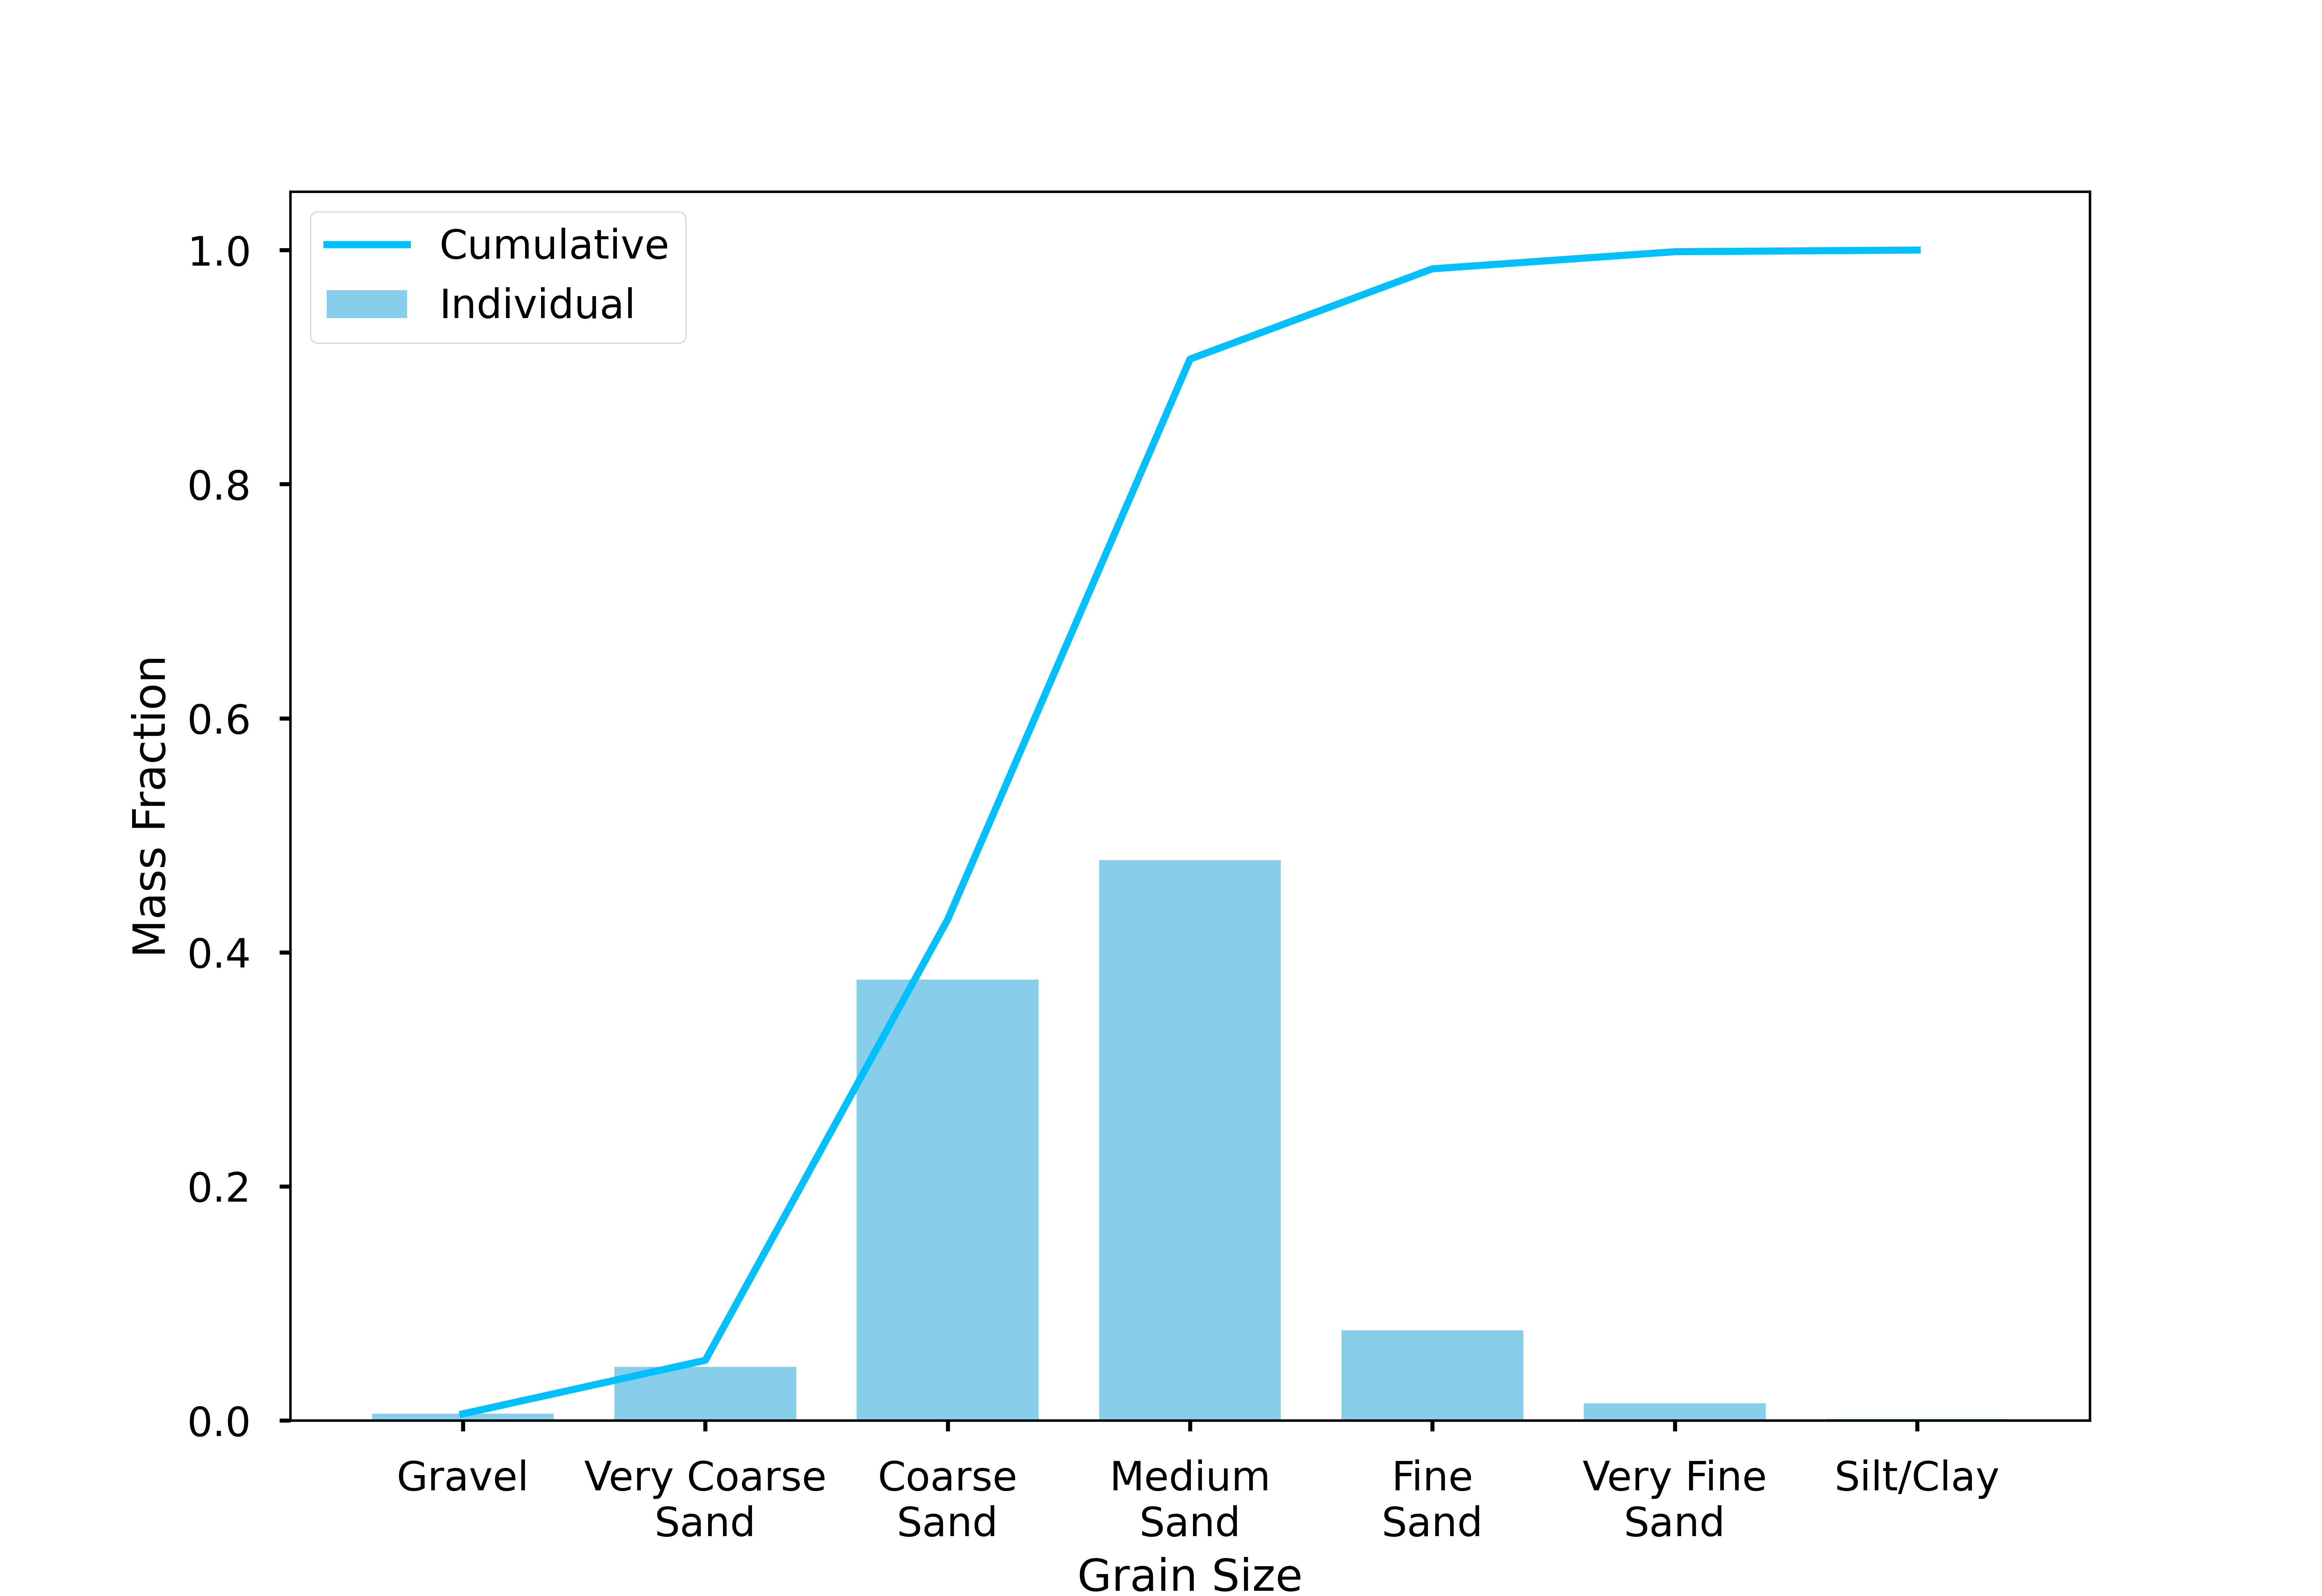 Cumulative
Individual
1.0
0.8
0.6
0.4
0.2
0.0
Mass Fraction
Gravel
Very Coarse
Sand
Coarse
Sand
Medium
Sand
Fine
Sand
Very Fine
Sand
Silt/Clay
Grain Size